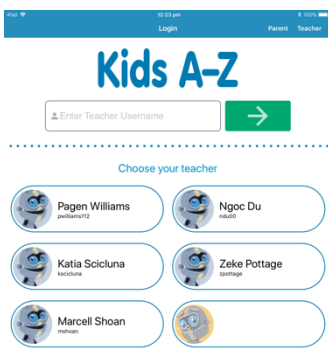 iPad 12:23 pm 100%
Login Parent Teacher
Kids A-Z
Enter Teacher Username
Choose your teacher
Pagen Williams
pwilliams112
Ngoc Du
ndu00
Katia Scicluna
kscicluna
Zeke Pottage
zpottage
Marcell Shoan
mshoan